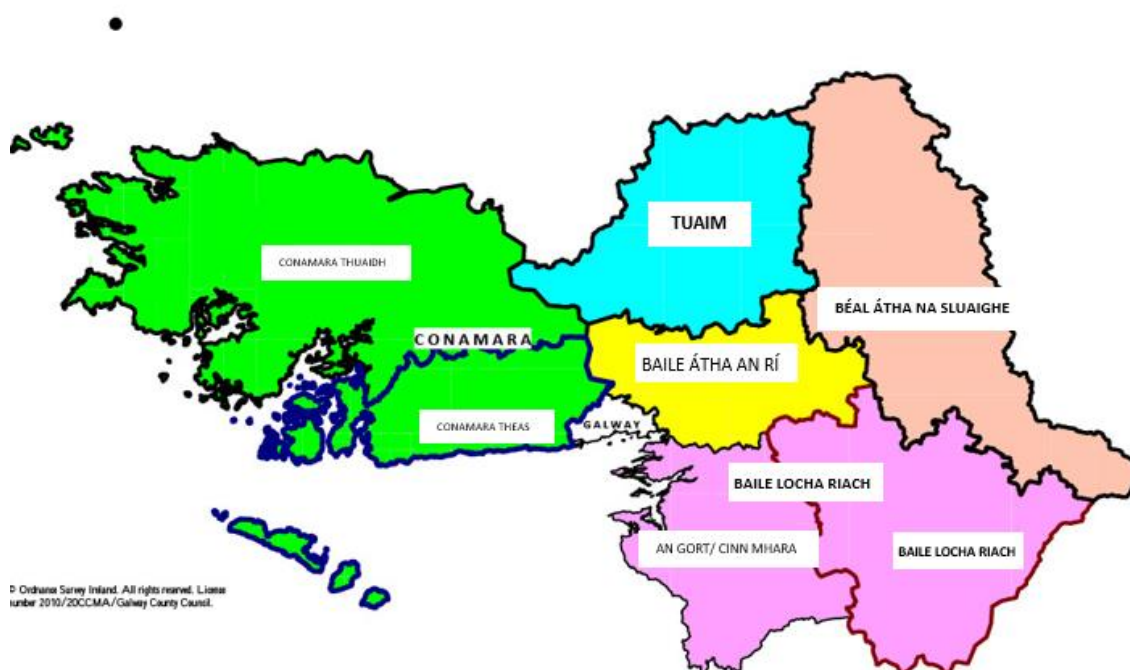 TUAIM
CONAMARA THUAIDH
BÉAL ÁTHA NA SLUAIGHE
CONAMARA
BAILE ÁTHA AN RÍ
CONAMARA THEAS
GALWAY
BAILE LOCHA RIACH
AN GORT/ CINN MHARA
BAILE LOCHA RIACH
© Ordnance Survey Ireland. All rights reserved. License
number 2010/20CCMA/Galway County Council.